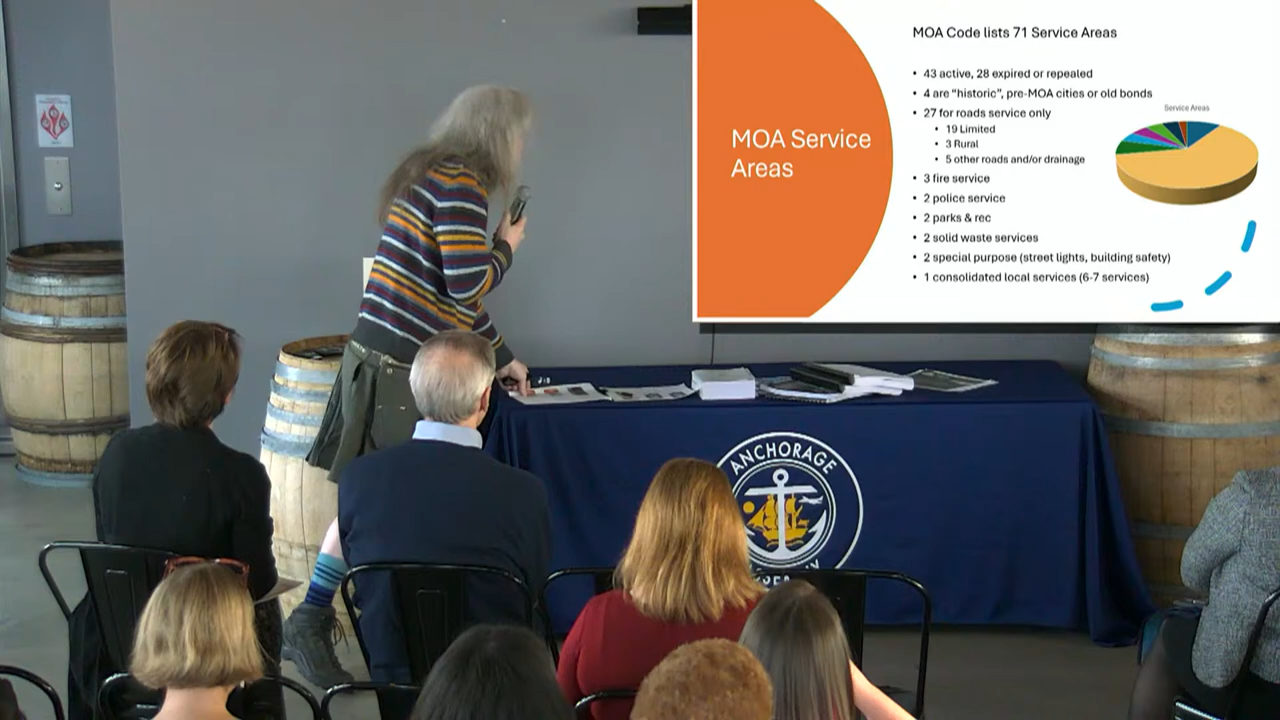 MOA Service
Areas
MOA Code lists 71 Service Areas
• 43 active, 28 expired or repealed
• 4 are “historic”, pre-MOA cities or old bonds
• 27 for roads service only
• 19 Limited
• 3 Rural
• 5 other roads and/or drainage
• 3 fire service
• 2 police service
• 2 parks & rec
• 2 solid waste services
• 2 special purpose (street lights, building safety)
• 1 consolidated local services (6-7 services)
Service Areas
ANCHORAGE